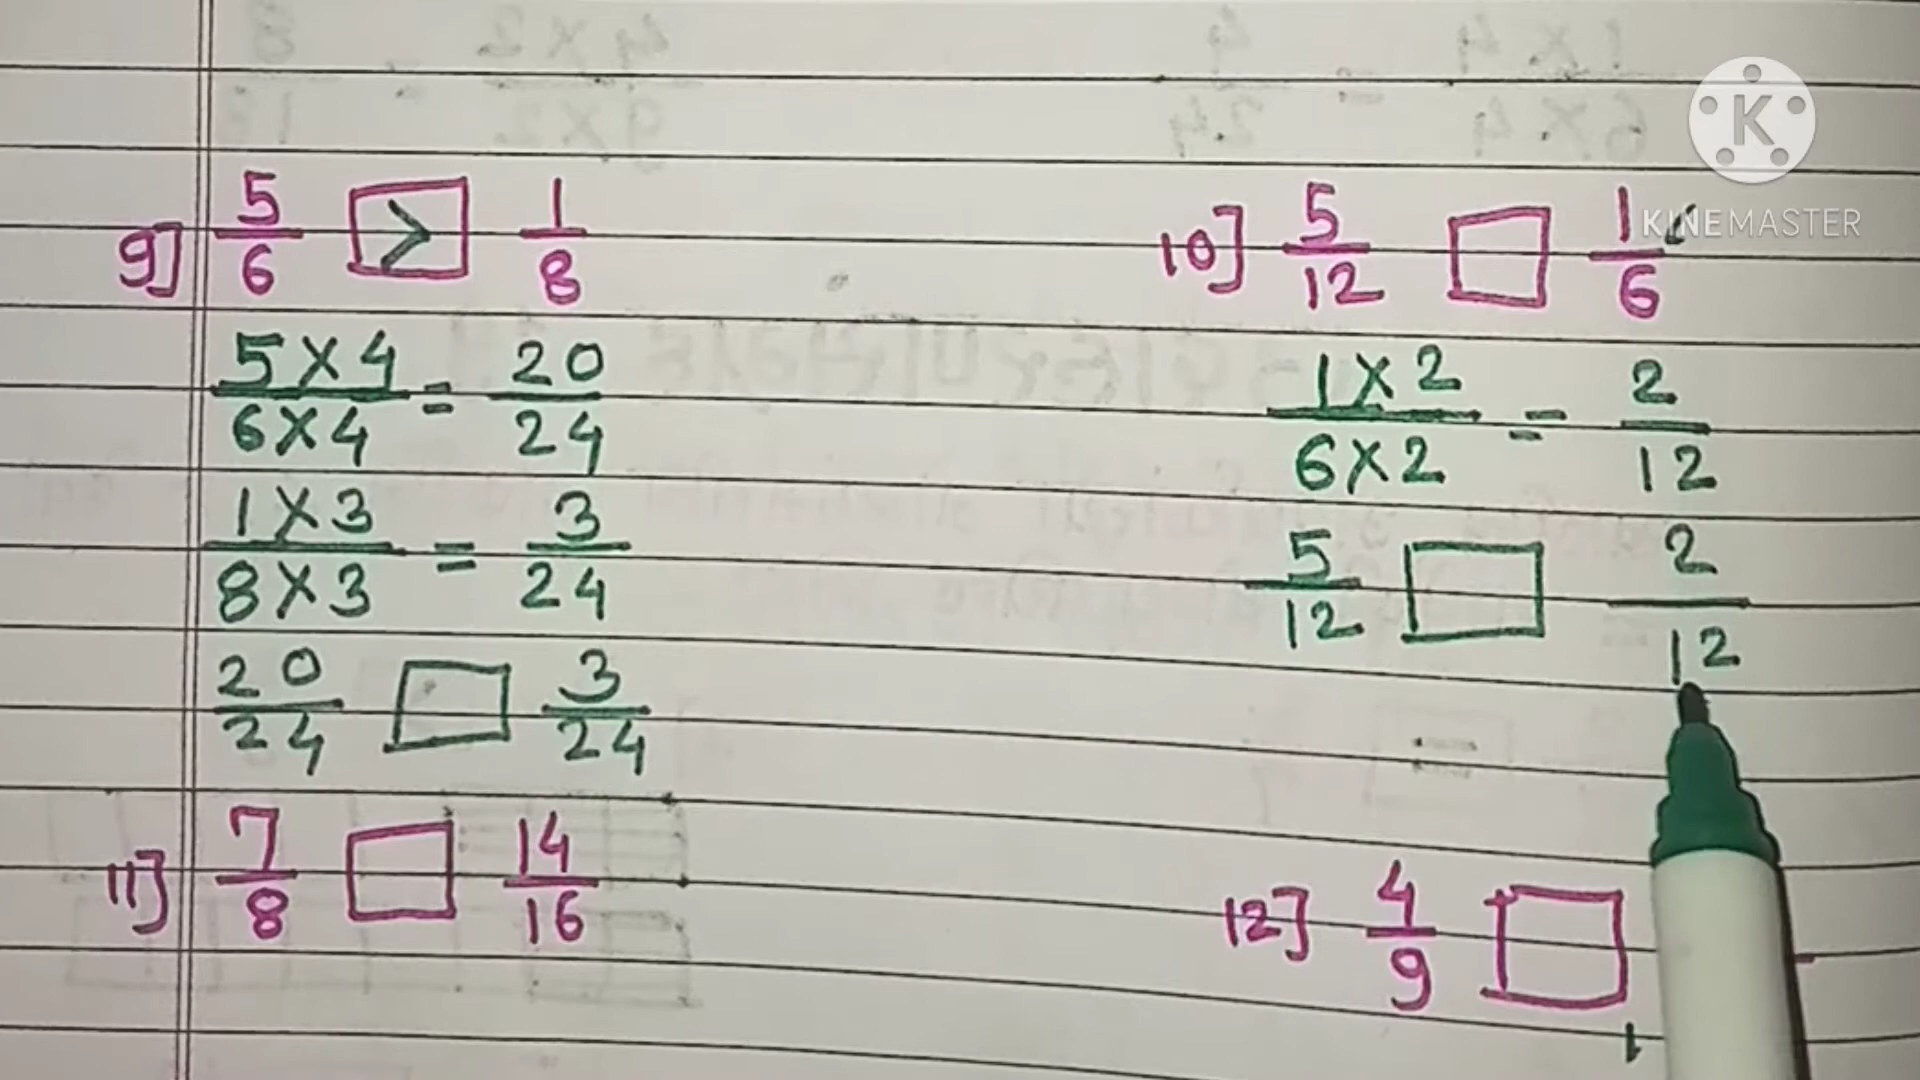 9] 5/6 [>] 1/8
5×4/6×4 = 20/24
1×3/8×3 = 3/24
20/24 □ 3/24
11] 7/8 □ 14/16
10] 5/12 □ 1/6
1×2/6×2 = 2/12
5/12 □ 2/12
12] 4/9 □
K
KINEMASTER